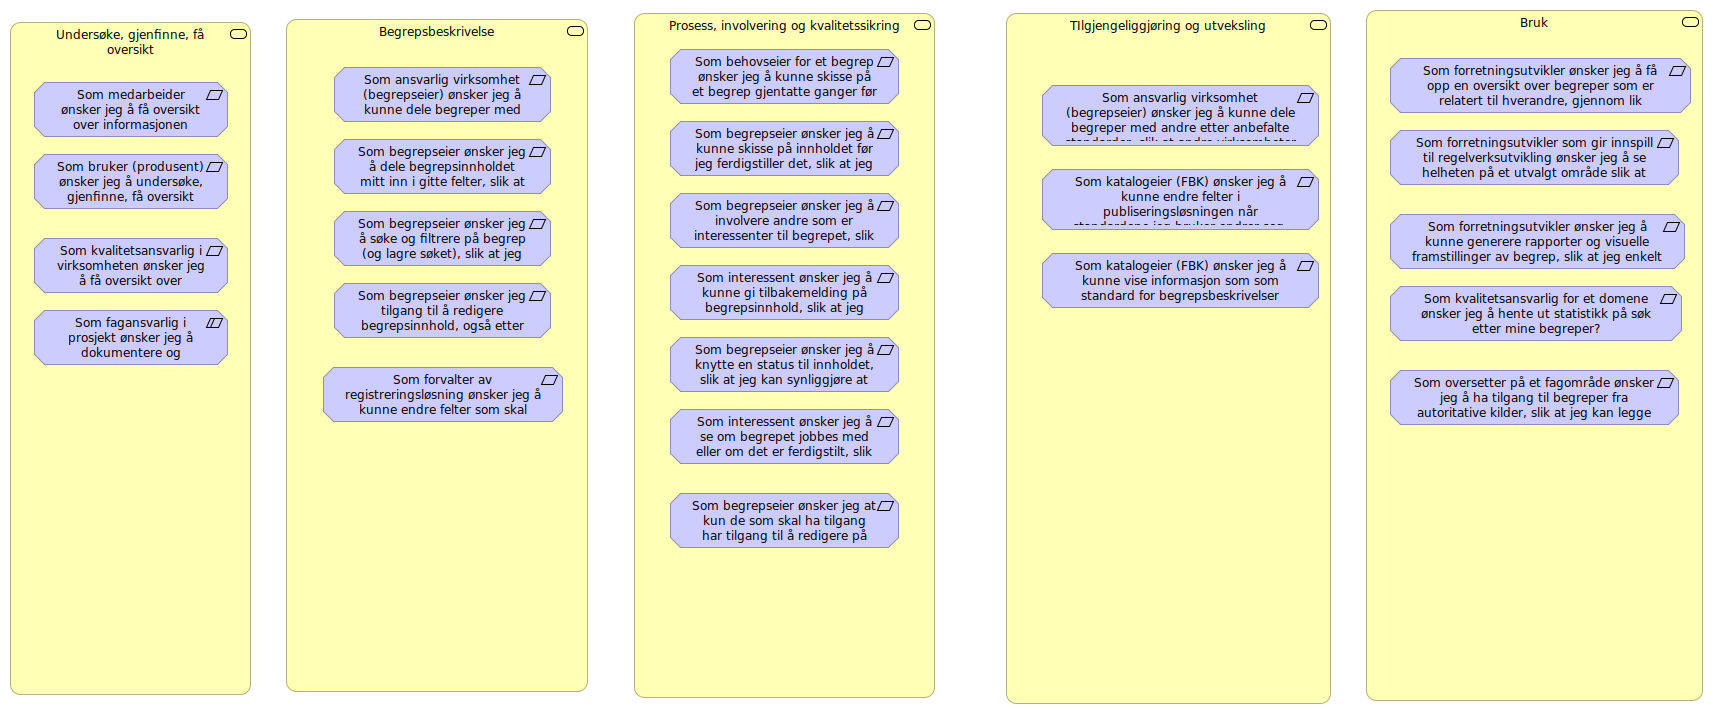 Undersøke, gjenfinne, få
oversikt
Som medarbeider
ønsker jeg å få oversikt
over informasjonen
Som bruker (produsent)
ønsker jeg å undersøke,
gjenfinne, få oversikt
Som kvalitetsansvarlig i
virksomheten ønsker jeg
å få oversikt over
Som fagansvarlig i
prosjekt ønsker jeg å
dokumentere og
Begrepsbeskrivelse
Som ansvarlig virksomhet
(begrepseier) ønsker jeg å
kunne dele begreper med
Som begrepseier ønsker jeg
å dele begrepsinnholdet
mitt inn i gitte felter, slik at
Som begrepseier ønsker jeg
å søke og filtrere på begrep
(og lagre søket), slik at jeg
Som begrepseier ønsker jeg
tilgang til å redigere
begrepsinnhold, også etter
Som forvalter av
registreringsløsning ønsker jeg å
kunne endre felter som skal
Prosess, involvering og kvalitetssikring
Som behovseier for et begrep
ønsker jeg å kunne skisse på
et begrep gjentatte ganger før
Som begrepseier ønsker jeg å
kunne skisse på innholdet før
jeg ferdigstiller det, slik at jeg
Som begrepseier ønsker jeg å
involvere andre som er
interessenter til begrepet, slik
Som interessent ønsker jeg å
kunne gi tilbakemelding på
begrepsinnhold, slik at jeg
Som begrepseier ønsker jeg å
knytte en status til innholdet,
slik at jeg kan synliggjøre at
Som interessent ønsker jeg å
se om begrepet jobbes med
eller om det er ferdigstilt, slik
Som begrepseier ønsker jeg at
kun de som skal ha tilgang
har tilgang til å redigere på
TIlgjengeliggjøring og utveksling
Som ansvarlig virksomhet
(begrepseier) ønsker jeg å kunne dele
begreper med andre etter anbefalte
standarder, slik at andre virksomheter
Som katalogeier (FBK) ønsker jeg å
kunne endre felter i
publiseringsløsningen når
standardene jeg bruker endrer seg
Som katalogeier (FBK) ønsker jeg å
kunne vise informasjon som som
standard for begrepsbeskrivelser
Bruk
Som forretningsutvikler ønsker jeg å få
opp en oversikt over begreper som er
relatert til hverandre, gjennom lik
Som forretningsutvikler som gir innspill
til regelverksutvikling ønsker jeg å se
helheten på et utvalgt område slik at
Som forretningsutvikler ønsker jeg å
kunne generere rapporter og visuelle
framstillinger av begrep, slik at jeg enkelt
Som kvalitetsansvarlig for et domene
ønsker jeg å hente ut statistikk på søk
etter mine begreper?
Som oversetter på et fagområde ønsker
jeg å ha tilgang til begreper fra
autoritative kilder, slik at jeg kan legge